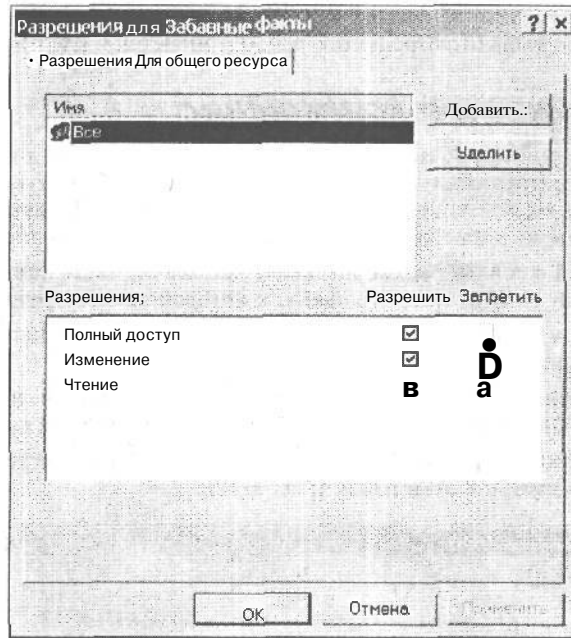 Разрешения для Забавные факты ? ×
· Разрешения Для общего ресурса
Имя
Все
Добавить.:
Удалить
Разрешения; Разрешить Запретить
Полный доступ
Изменение D
Чтение в а
OK Отмена Применить